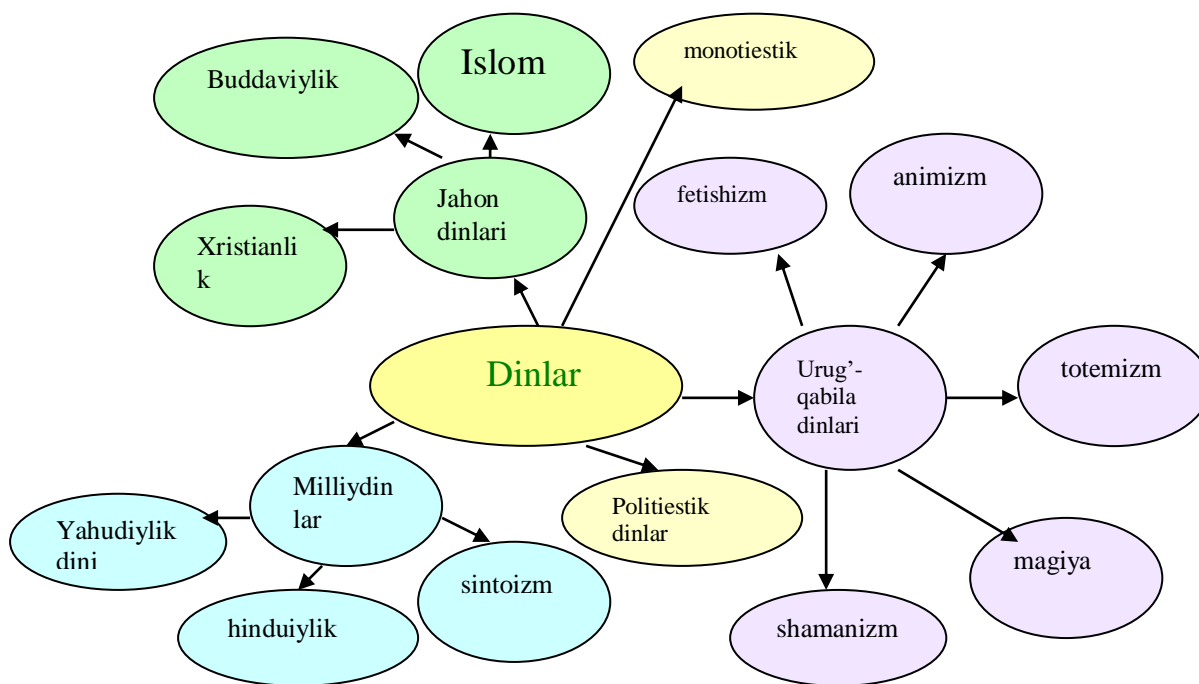 Islom
monotiestik
Buddaviylik
animizm
fetishizm
Jahon
dinlari
Xristianli
k
Dinlar
Urug’-
qabila
dinlari
totemizm
Milliydin
lar
Politiestik
dinlar
Yahudiylik
dini
sintoizm
magiya
hinduiylik
shamanizm